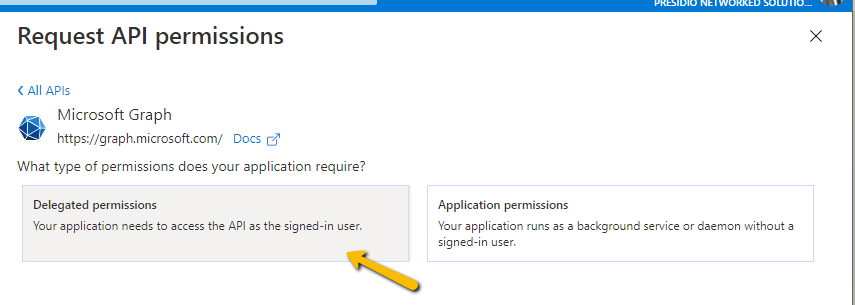 PRESIDIO NETWORKED SOLUTIO...
Request API permissions
All APIs
Microsoft Graph
https://graph.microsoft.com/ Docs
What type of permissions does your application require?
Delegated permissions
Your application needs to access the API as the signed-in user.
Application permissions
Your application runs as a background service or daemon without a
signed-in user.